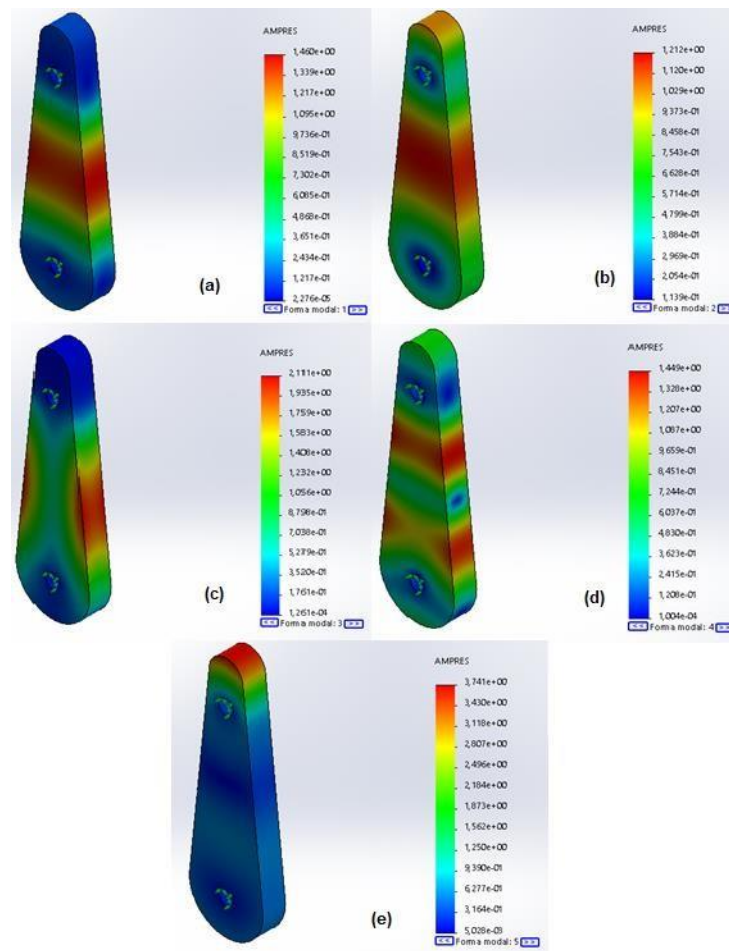 AMPRES
1,460e+00
1,339e+00
1,217e+00
1,095e+00
9,736e-01
8,519e-01
7,302e-01
6,085e-01
4,868e-01
3,651e-01
2,434e-01
1,217e-01
2,276e-05
<< Forma modal: 1 >>
(a)
AMPRES
1,212e+00
1,120e+00
1,029e+00
9,373e-01
8,458e-01
7,543e-01
6,628e-01
5,714e-01
4,799e-01
3,884e-01
2,969e-01
2,054e-01
1,139e-01
<< Forma modal: 2 >>
(b)
AMPRES
2,111e+00
1,935e+00
1,759e+00
1,583e+00
1,408e+00
1,232e+00
1,056e+00
8,798e-01
7,038e-01
5,279e-01
3,520e-01
1,761e-01
1,261e-04
<< Forma modal: 3 >>
(c)
AMPRES
1,449e+00
1,328e+00
1,207e+00
1,087e+00
9,659e-01
8,451e-01
7,244e-01
6,037e-01
4,830e-01
3,623e-01
2,415e-01
1,208e-01
1,004e-04
<< Forma modal: 4 >>
(d)
AMPRES
3,741e+00
3,430e+00
3,118e+00
2,807e+00
2,496e+00
2,184e+00
1,873e+00
1,562e+00
1,250e+00
9,390e-01
6,277e-01
3,164e-01
5,028e-03
<< Forma modal: 5 >>
(e)